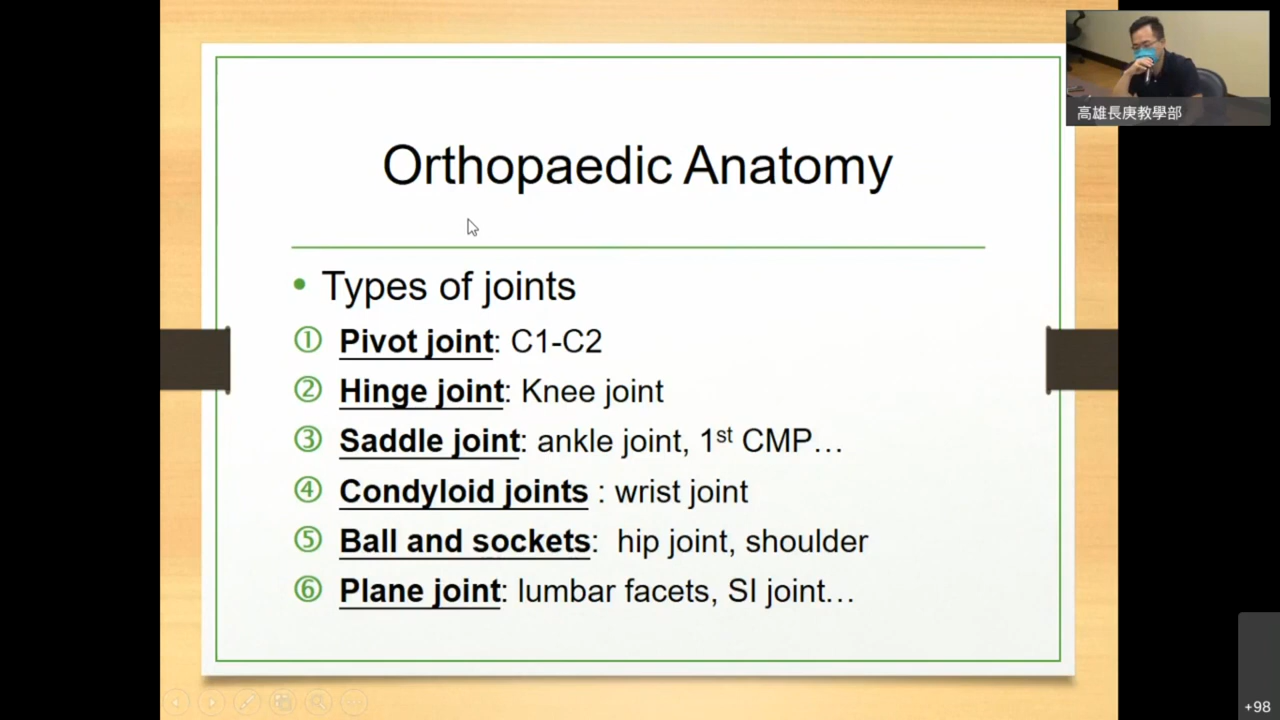 高雄長庚教學部
Orthopaedic Anatomy
• Types of joints
① Pivot joint: C1-C2
② Hinge joint: Knee joint
③ Saddle joint: ankle joint, 1st CMP…
④ Condyloid joints : wrist joint
⑤ Ball and sockets: hip joint, shoulder
⑥ Plane joint: lumbar facets, SI joint…
+98